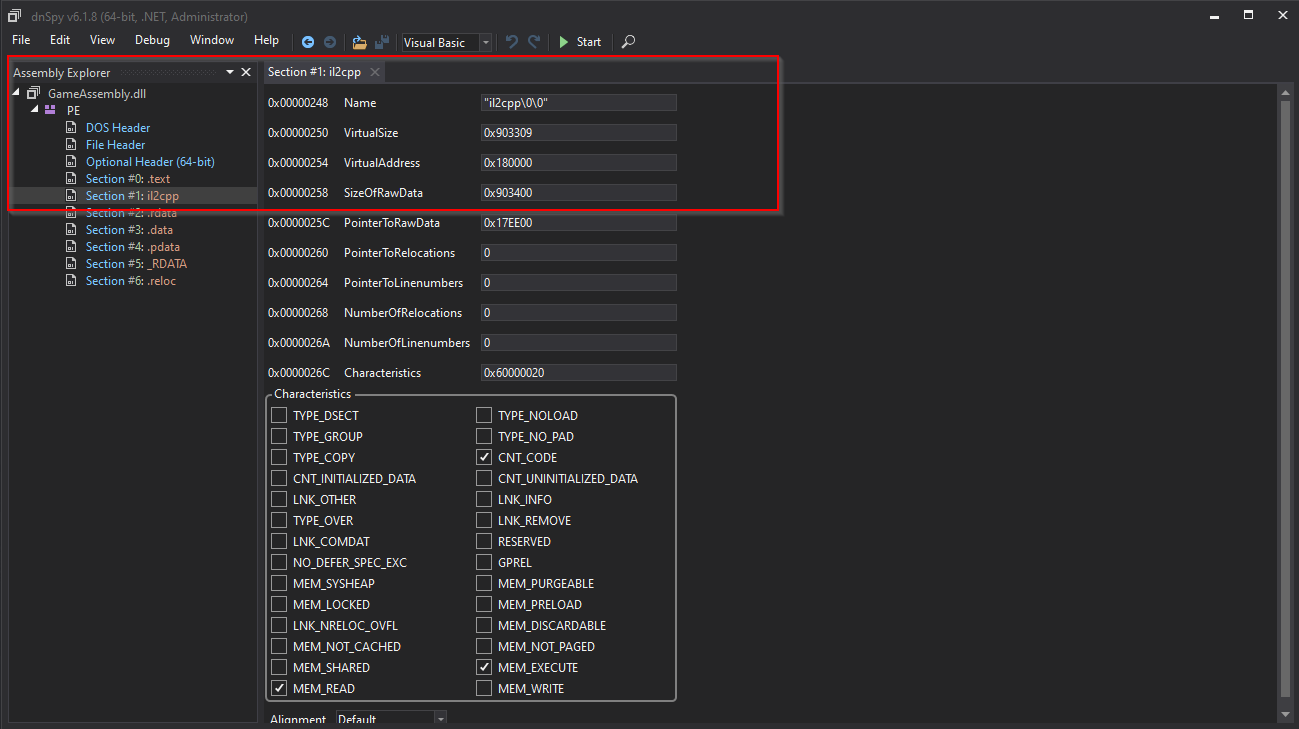 dnSpy v6.1.8 (64-bit, .NET, Administrator)
File Edit View Debug Window Help Visual Basic Start
Assembly Explorer
GameAssembly.dll
PE
DOS Header
File Header
Optional Header (64-bit)
Section #0: .text
Section #1: il2cpp
Section #2: .rdata
Section #3: .data
Section #4: .pdata
Section #5: _RDATA
Section #6: .reloc
Section #1: il2cpp
0x00000248 Name "il2cpp\0\0"
0x00000250 VirtualSize 0x903309
0x00000254 VirtualAddress 0x180000
0x00000258 SizeOfRawData 0x903400
0x0000025C PointerToRawData 0x17EE00
0x00000260 PointerToRelocations 0
0x00000264 PointerToLinenumbers 0
0x00000268 NumberOfRelocations 0
0x0000026A NumberOfLinenumbers 0
0x0000026C Characteristics 0x60000020
Characteristics
TYPE_DSECT TYPE_NOLOAD
TYPE_GROUP TYPE_NO_PAD
TYPE_COPY CNT_CODE
CNT_INITIALIZED_DATA CNT_UNINITIALIZED_DATA
LNK_OTHER LNK_INFO
TYPE_OVER LNK_REMOVE
LNK_COMDAT RESERVED
NO_DEFER_SPEC_EXC GPREL
MEM_SYSHEAP MEM_PURGEABLE
MEM_LOCKED MEM_PRELOAD
LNK_NRELOC_OVFL MEM_DISCARDABLE
MEM_NOT_CACHED MEM_NOT_PAGED
MEM_SHARED MEM_EXECUTE
MEM_READ MEM_WRITE
Alignment Default